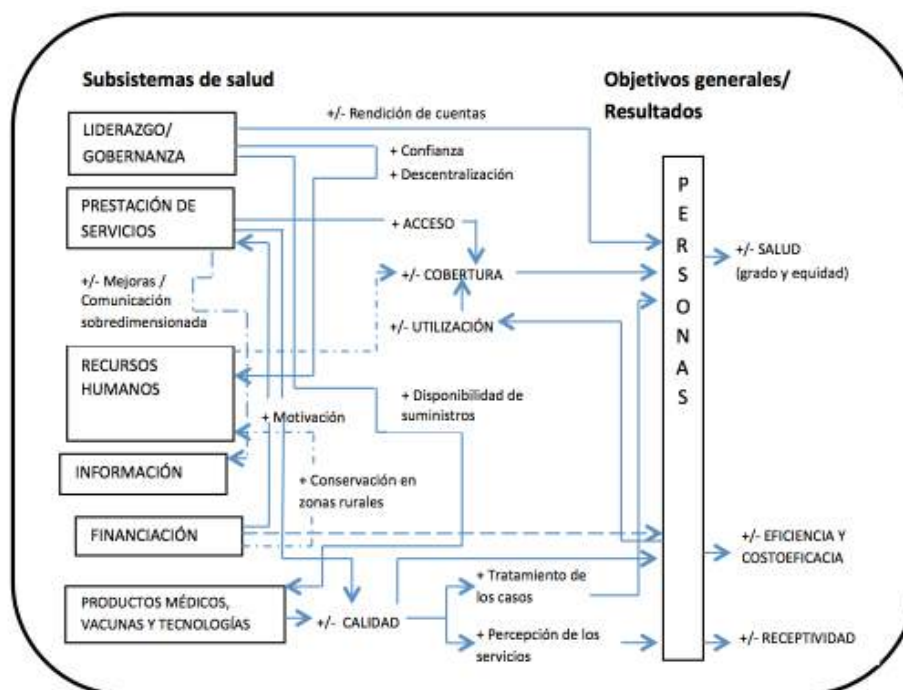 Subsistemas de salud
Objetivos generales/
Resultados
+/- Rendición de cuentas
LIDERAZGO/
GOBERNANZA
+ Confianza
+ Descentralización
PRESTACIÓN DE
SERVICIOS
+ ACCESO
+/- SALUD
(grado y equidad)
+/- COBERTURA
+/- Mejoras /
Comunicación
sobredimensionada
+/- UTILIZACIÓN
PERSONAS
RECURSOS
HUMANOS
+ Disponibilidad de
suministros
+ Motivación
INFORMACIÓN
+ Conservación en
zonas rurales
FINANCIACIÓN
+/- EFICIENCIA Y
COSTOEFICACIA
PRODUCTOS MÉDICOS,
VACUNAS Y TECNOLOGÍAS
+/- CALIDAD
+ Tratamiento de
los casos
+ Percepción de los
servicios
+/- RECEPTIVIDAD